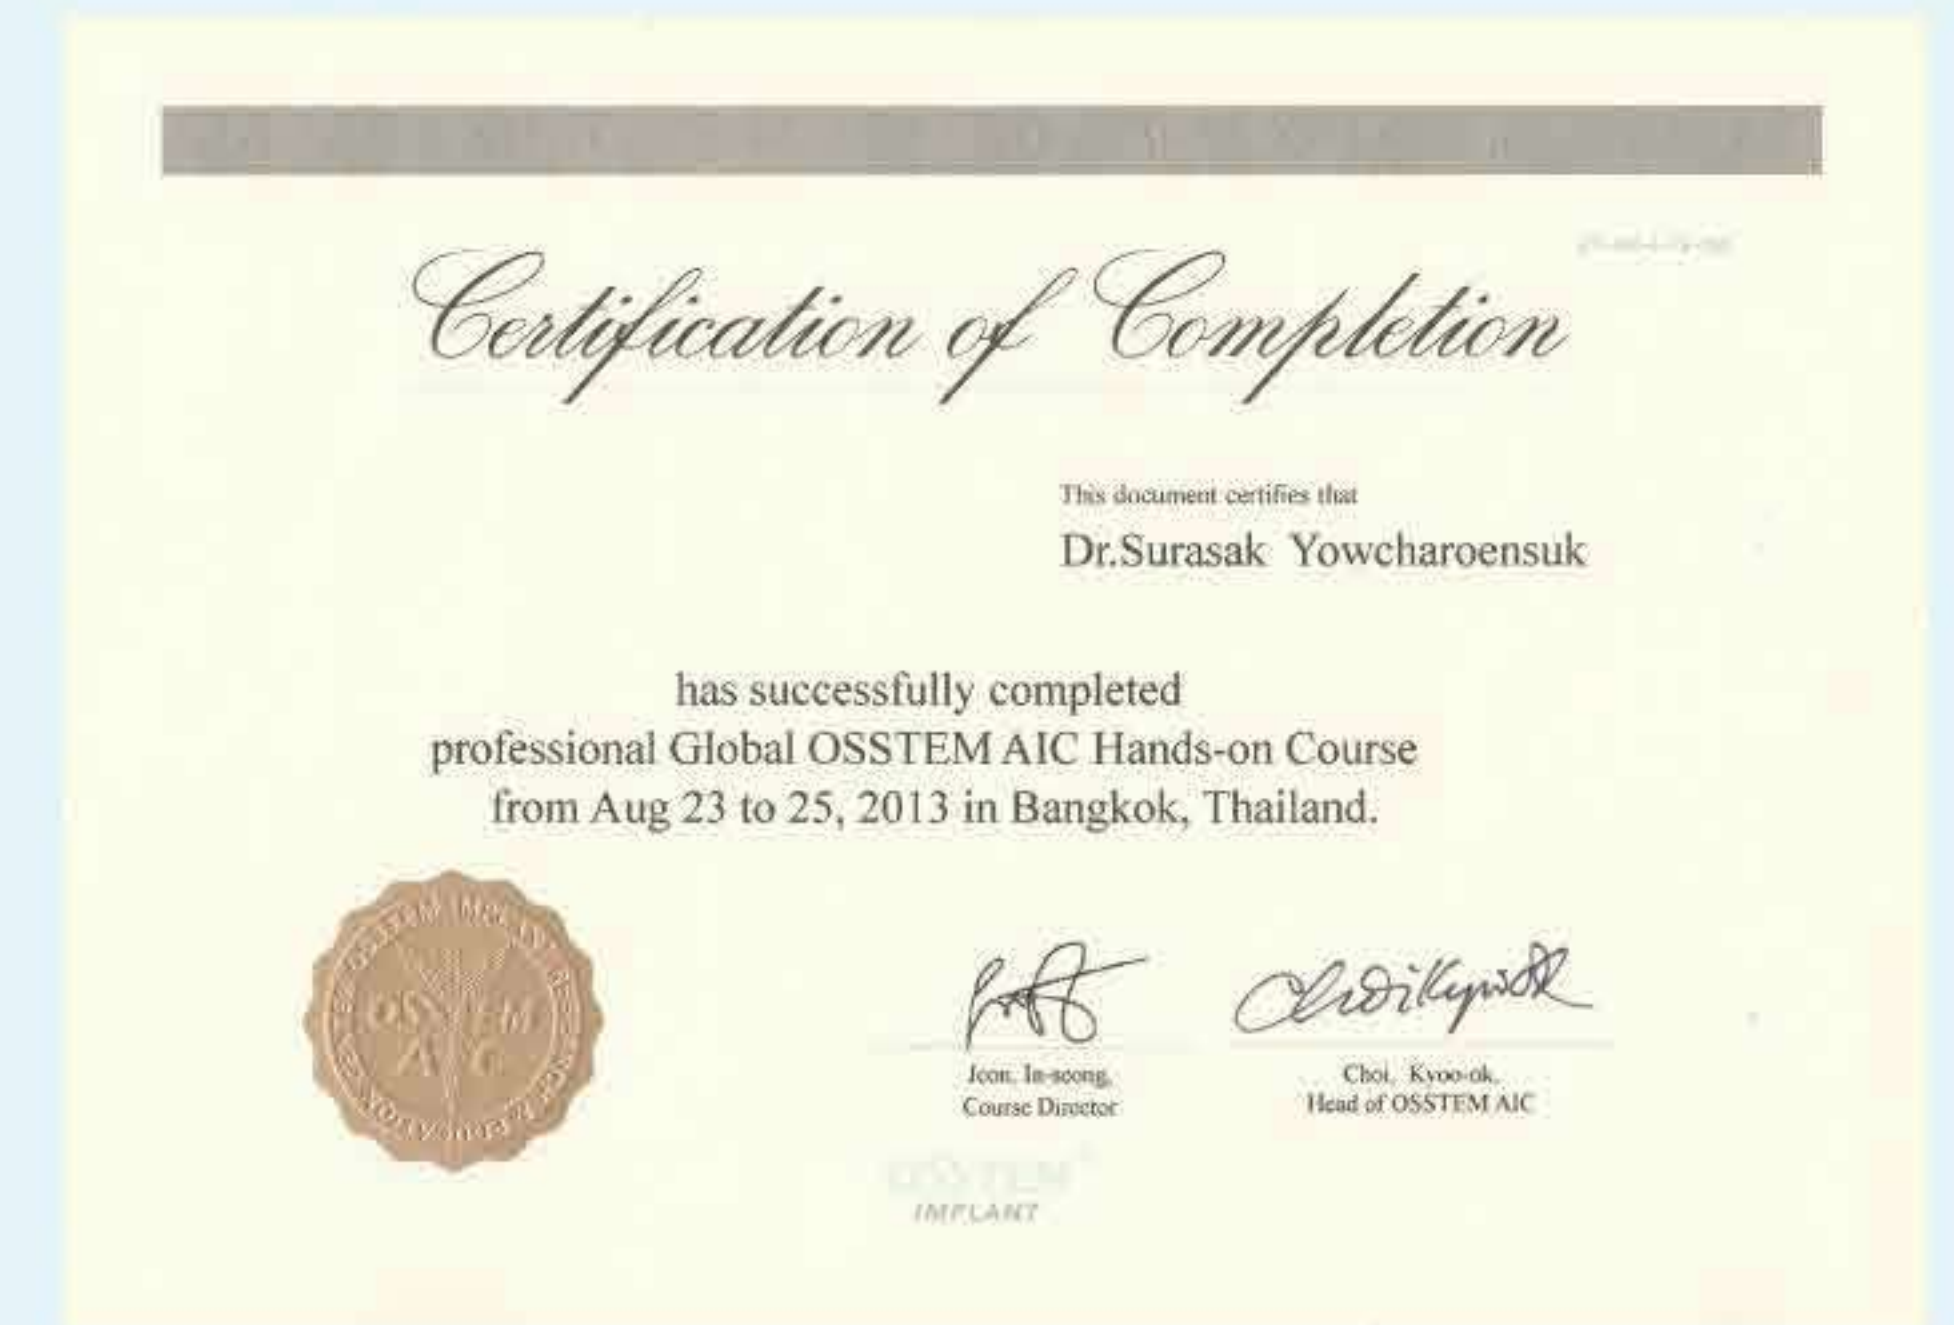 Certification of Completion
This document certifies that
Dr.Surasak Yowcharoensuk
has successfully completed
professional Global OSSTEM AIC Hands-on Course
from Aug 23 to 25, 2013 in Bangkok, Thailand.
OSSTEM
AIC
Jeon, In-seong,
Course Director
Choi, Kyoo-ok,
Head of OSSTEM AIC
OSSTEM
IMPLANT